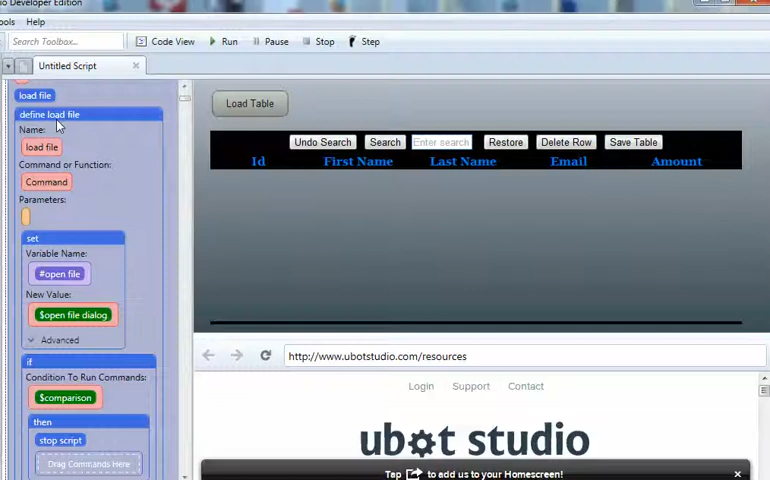 io Developer Edition
ools Help
Search Toolbox... Code View Run Pause Stop Step
Untitled Script
load file
define load file
Name:
load file
Command or Function:
Command
Parameters:
set
Variable Name:
#open file
New Value:
$open file dialog
Advanced
if
Condition To Run Commands:
$comparison
then
stop script
Drag Commands Here
Load Table
Undo Search Search Enter search Restore Delete Row Save Table
Id First Name Last Name Email Amount
http://www.ubotstudio.com/resources
Login Support Contact
ubot studio
Tap to add us to your Homescreen!